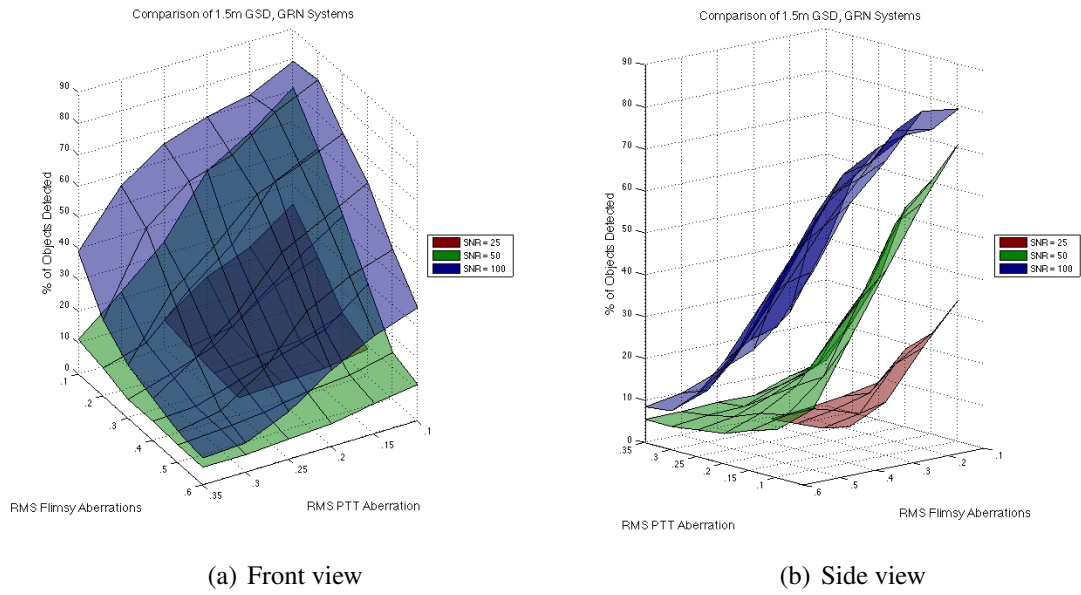 Comparison of 1.5m GSD, GRN Systems
90
80
70
60
50
40
30
20
10
0
% of Objects Detected
.1
.2
.3
.4
.5
.6
RMS Flimsy Aberrations
.35
.3
.25
.2
.15
.1
RMS PTT Aberration
SNR = 25
SNR = 50
SNR = 100
(a) Front view
Comparison of 1.5m GSD, GRN Systems
90
80
70
60
50
40
30
20
10
0
% of Objects Detected
.35
.3
.25
.2
.15
.1
RMS PTT Aberration
.6
.5
.4
.3
.2
.1
RMS Flimsy Aberrations
SNR = 25
SNR = 50
SNR = 100
(b) Side view